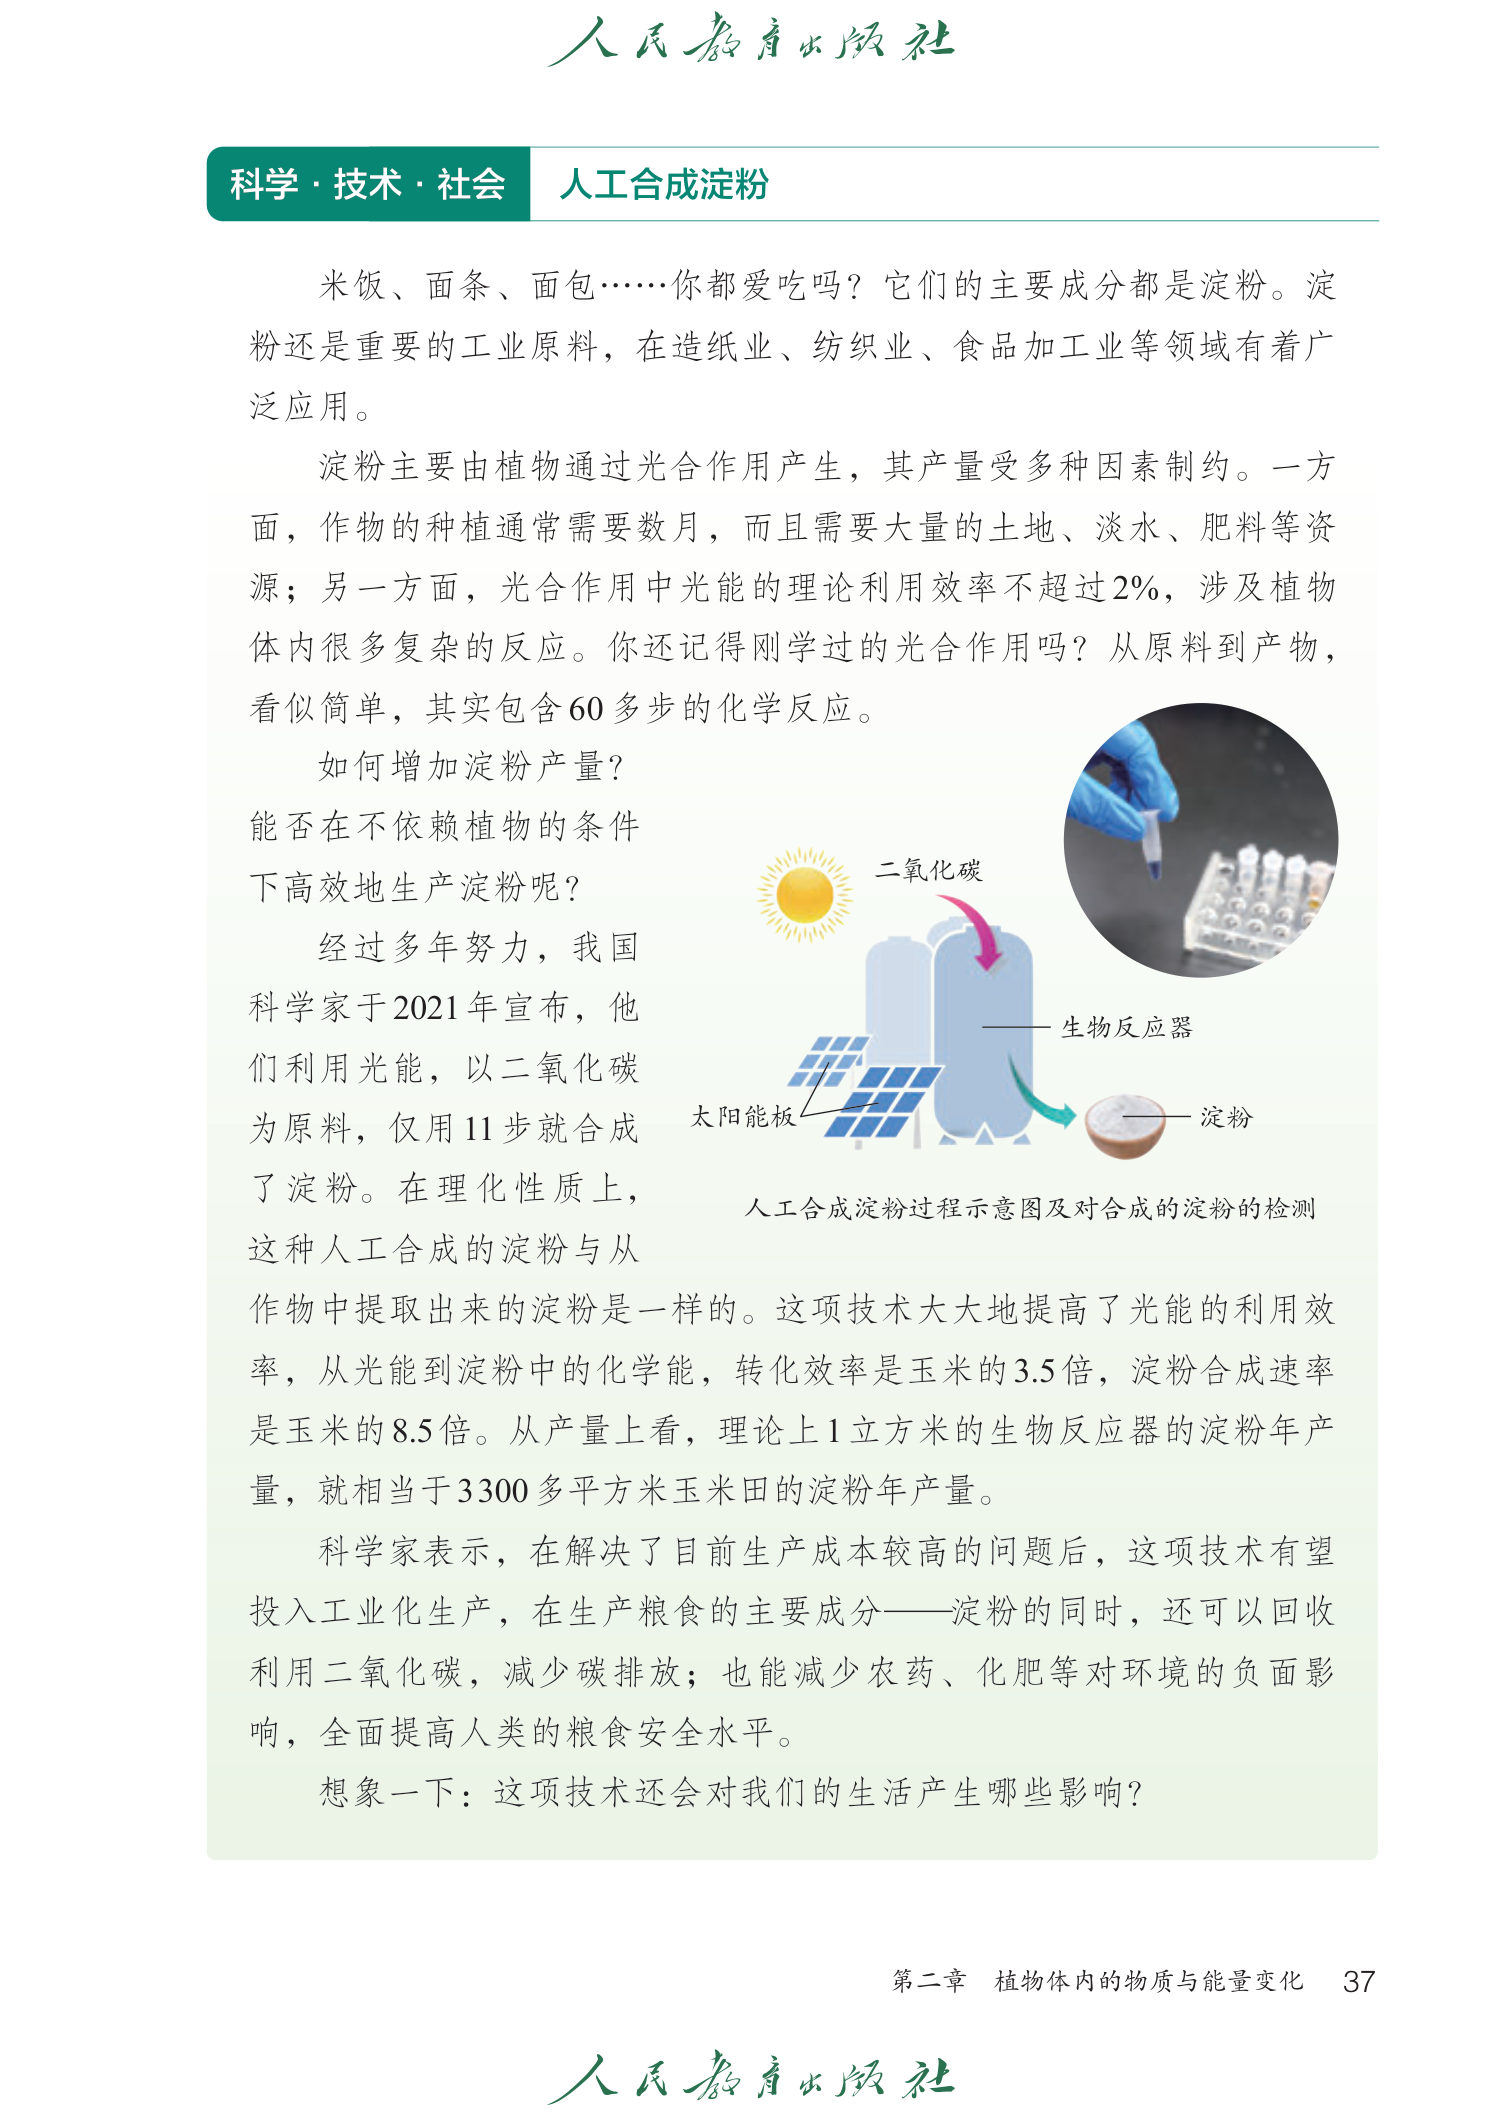 人民教育出版社
科学·技术·社会 人工合成淀粉
米饭、面条、面包……你都爱吃吗？它们的主要成分都是淀粉。淀
粉还是重要的工业原料，在造纸业、纺织业、食品加工业等领域有着广
泛应用。
淀粉主要由植物通过光合作用产生，其产量受多种因素制约。一方
面，作物的种植通常需要数月，而且需要大量的土地、淡水、肥料等资
源；另一方面，光合作用中光能的理论利用效率不超过2%，涉及植物
体内很多复杂的反应。你还记得刚学过的光合作用吗？从原料到产物，
看似简单，其实包含60多步的化学反应。
如何增加淀粉产量？
能否在不依赖植物的条件
下高效地生产淀粉呢？
经过多年努力，我国
科学家于2021年宣布，他
们利用光能，以二氧化碳
为原料，仅用11步就合成
了淀粉。在理化性质上，
这种人工合成的淀粉与从
二氧化碳
生物反应器
太阳能板
淀粉
人工合成淀粉过程示意图及对合成的淀粉的检测
作物中提取出来的淀粉是一样的。这项技术大大地提高了光能的利用效
率，从光能到淀粉中的化学能，转化效率是玉米的3.5倍，淀粉合成速率
是玉米的8.5倍。从产量上看，理论上1立方米的生物反应器的淀粉年产
量，就相当于3300多平方米玉米田的淀粉年产量。
科学家表示，在解决了目前生产成本较高的问题后，这项技术有望
投入工业化生产，在生产粮食的主要成分——淀粉的同时，还可以回收
利用二氧化碳，减少碳排放；也能减少农药、化肥等对环境的负面影
响，全面提高人类的粮食安全水平。
想象一下：这项技术还会对我们的生活产生哪些影响？
第二章 植物体内的物质与能量变化 37
人民教育出版社